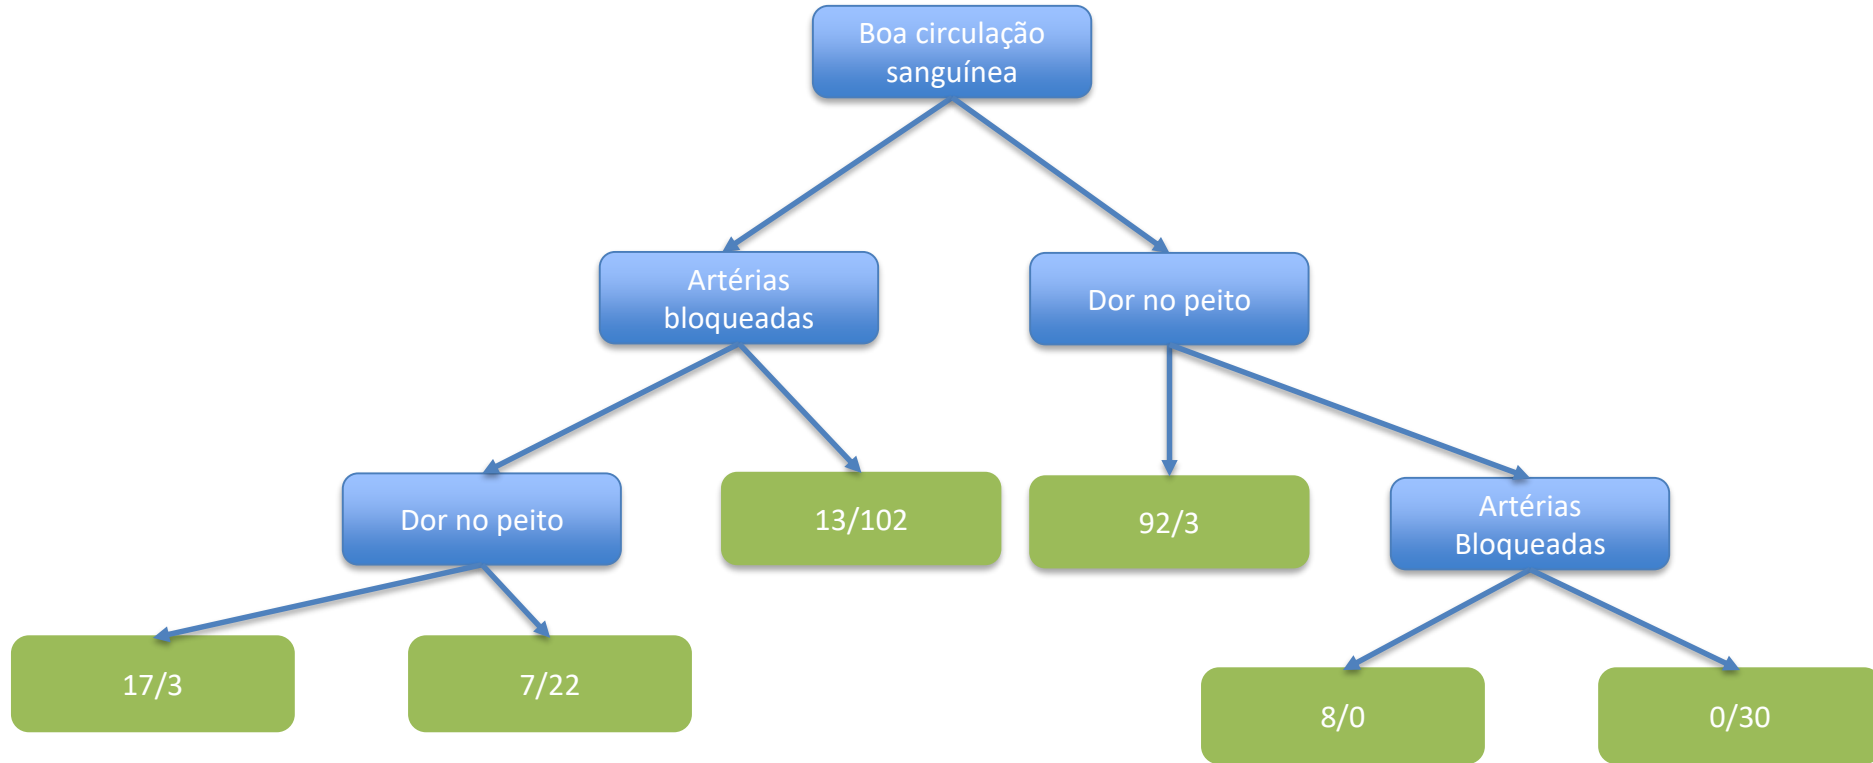 Boa circulação
sanguínea
Artérias
bloqueadas
Dor no peito
Dor no peito
13/102
92/3
Artérias
Bloqueadas
17/3
7/22
8/0
0/30